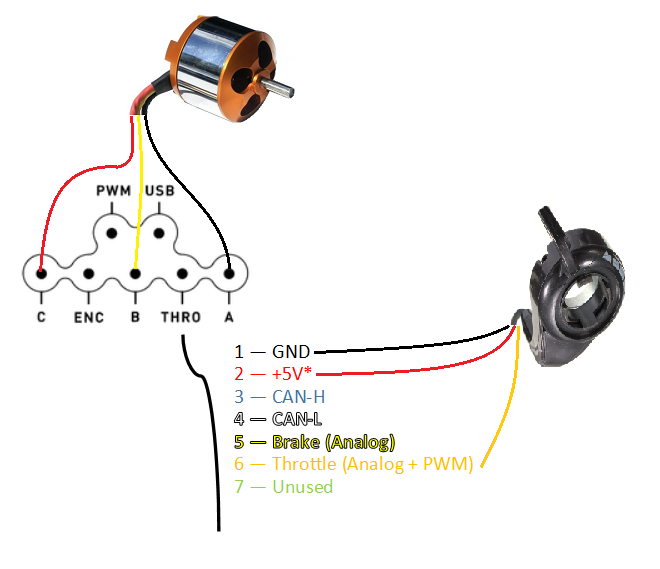 PWM USB
C ENC B THRO A
1 — GND
2 — +5V*
3 — CAN-H
4 — CAN-L
5 — Brake (Analog)
6 — Throttle (Analog + PWM)
7 — Unused